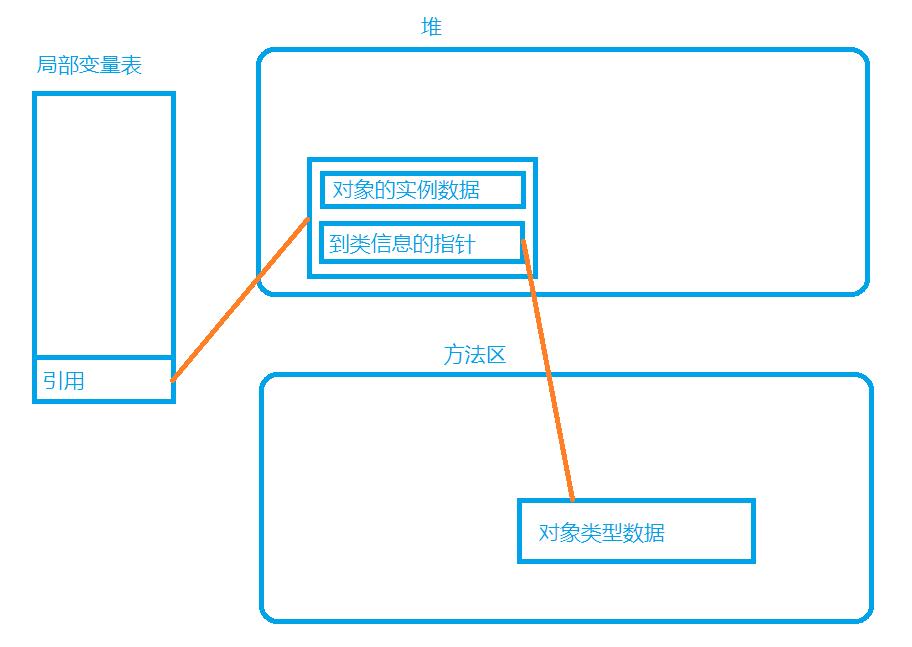 堆
局部变量表
对象的实例数据
到类信息的指针
方法区
引用
对象类型数据